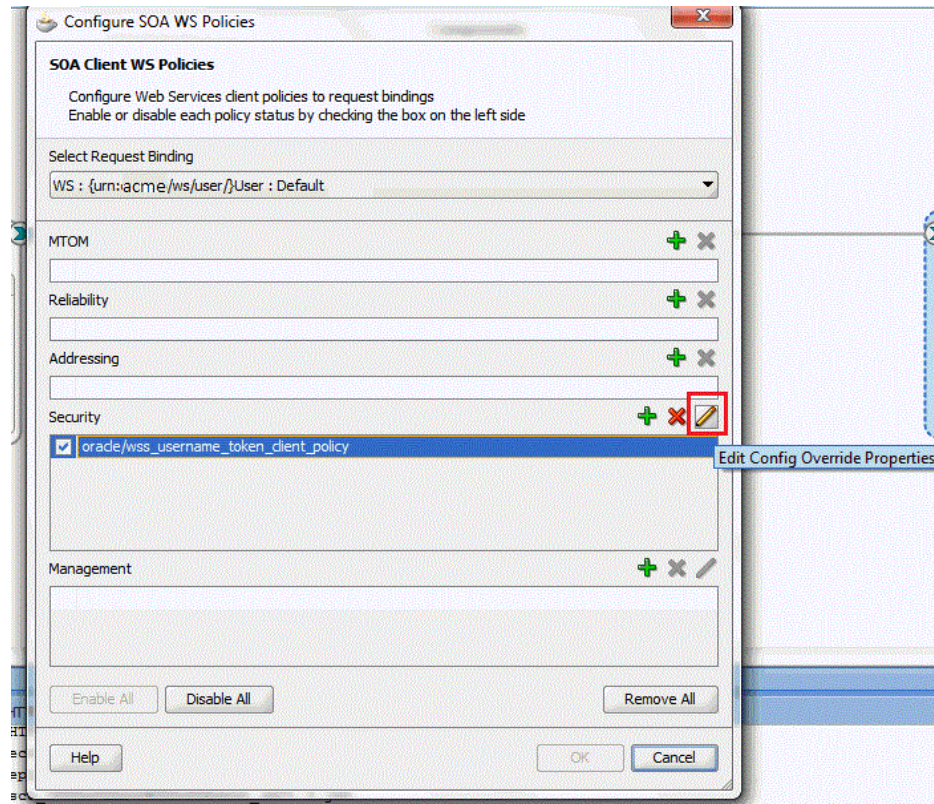 Configure SOA WS Policies
SOA Client WS Policies
Configure Web Services client policies to request bindings
Enable or disable each policy status by checking the box on the left side
Select Request Binding
WS : {urn:acme/ws/user/}User : Default
MTOM
Reliability
Addressing
Security
oracle/wss_username_token_client_policy
Edit Config Override Properties
Management
Enable All
Disable All
Remove All
Help
OK
Cancel